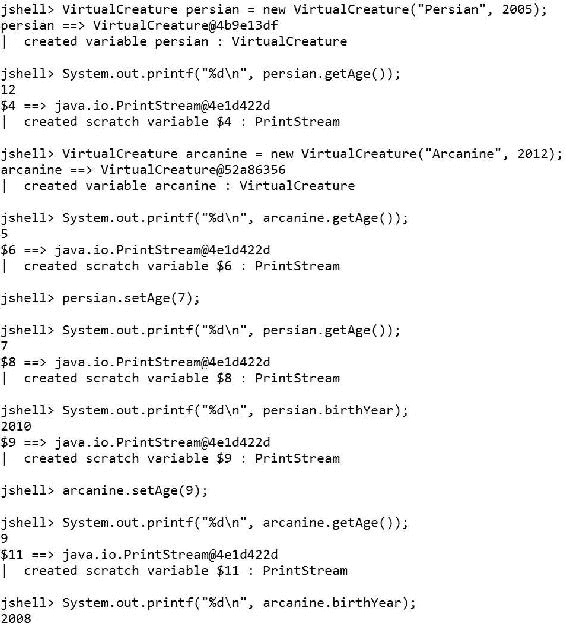 jshell> VirtualCreature persian = new VirtualCreature("Persian", 2005);
persian ==> VirtualCreature@4b9e13df
|  created variable persian : VirtualCreature
jshell> System.out.printf("%d\n", persian.getAge());
12
$4 ==> java.io.PrintStream@4e1d422d
|  created scratch variable $4 : PrintStream
jshell> VirtualCreature arcanine = new VirtualCreature("Arcanine", 2012);
arcanine ==> VirtualCreature@52a86356
|  created variable arcanine : VirtualCreature
jshell> System.out.printf("%d\n", arcanine.getAge());
5
$6 ==> java.io.PrintStream@4e1d422d
|  created scratch variable $6 : PrintStream
jshell> persian.setAge(7);
jshell> System.out.printf("%d\n", persian.getAge());
7
$8 ==> java.io.PrintStream@4e1d422d
|  created scratch variable $8 : PrintStream
jshell> System.out.printf("%d\n", persian.birthYear);
2010
$9 ==> java.io.PrintStream@4e1d422d
|  created scratch variable $9 : PrintStream
jshell> arcanine.setAge(9);
jshell> System.out.printf("%d\n", arcanine.getAge());
9
$11 ==> java.io.PrintStream@4e1d422d
|  created scratch variable $11 : PrintStream
jshell> System.out.printf("%d\n", arcanine.birthYear);
2008